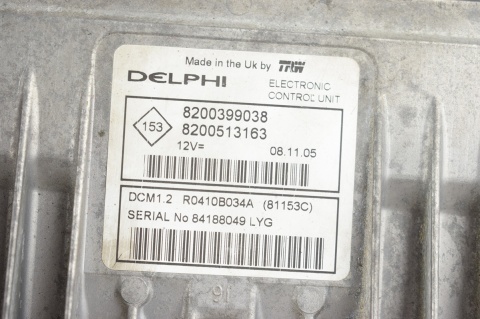 Made in the Uk by TRW
DELPHI
ELECTRONIC
CONTROL UNIT
153
8200399038
8200513163
12V=
08.11.05
DCM1.2 R0410B034A (81153C)
SERIAL No 84188049 LYG